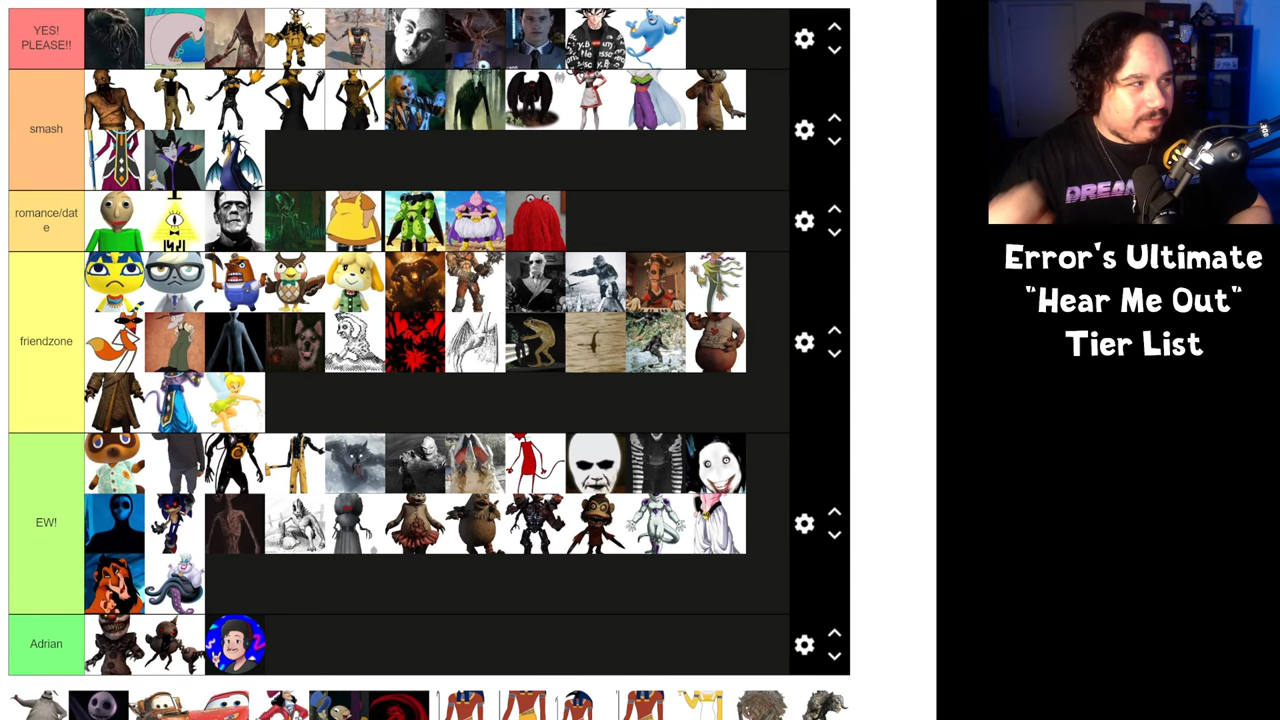 YES!
PLEASE!!
smash
romance/dat
e
friendzone
EW!
Adrian
Error's Ultimate
"Hear Me Out"
Tier List